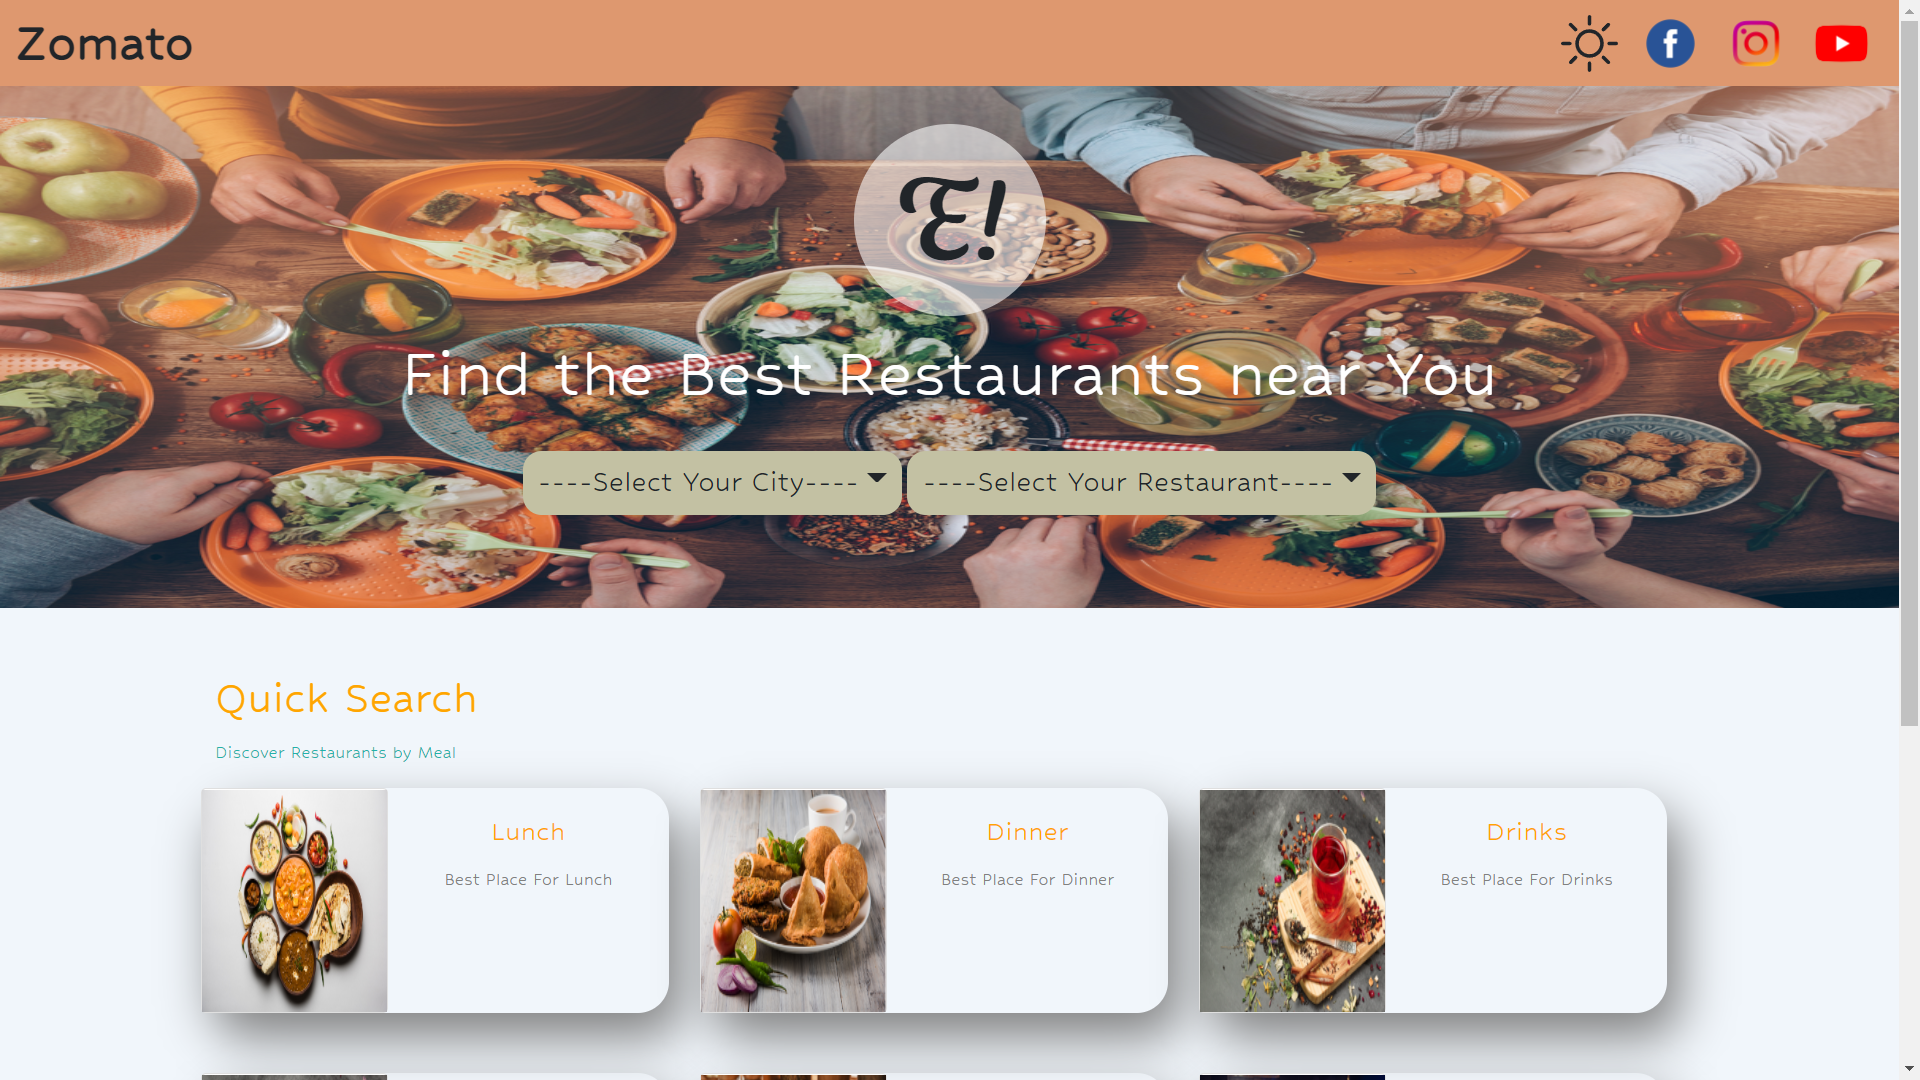 Zomato
E!
Find the Best Restaurants near You
----Select Your City----
----Select Your Restaurant----
Quick Search
Discover Restaurants by Meal
Lunch
Best Place For Lunch
Dinner
Best Place For Dinner
Drinks
Best Place For Drinks